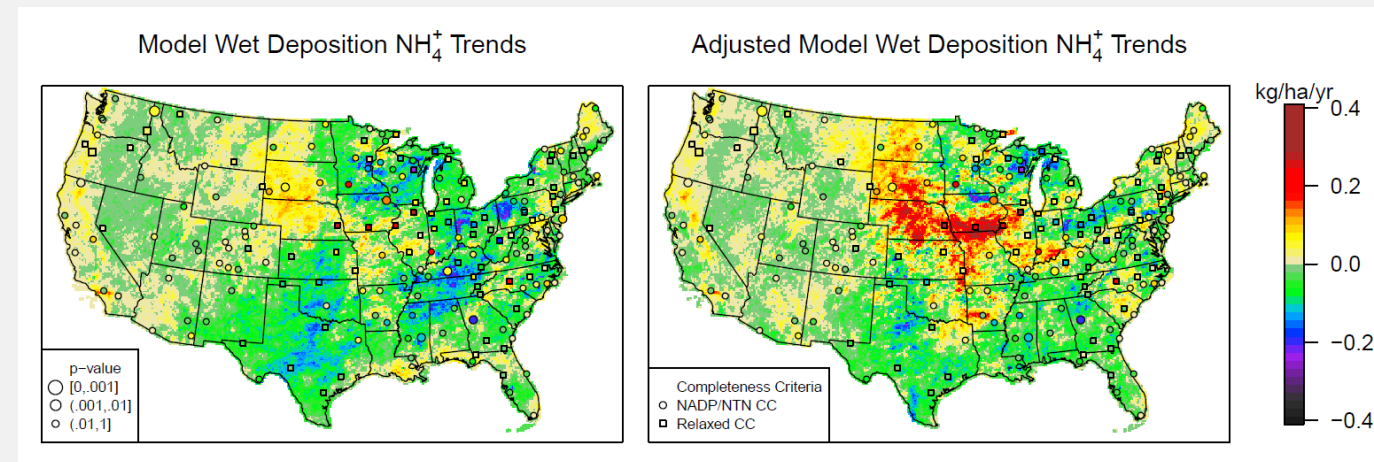 Model Wet Deposition NH₄⁺ Trends
Adjusted Model Wet Deposition NH₄⁺ Trends
kg/ha/yr
0.4
0.2
0.0
−0.2
−0.4
p−value
[0,.001]
(.001,.01]
(.01,1]
Completeness Criteria
NADP/NTN CC
Relaxed CC